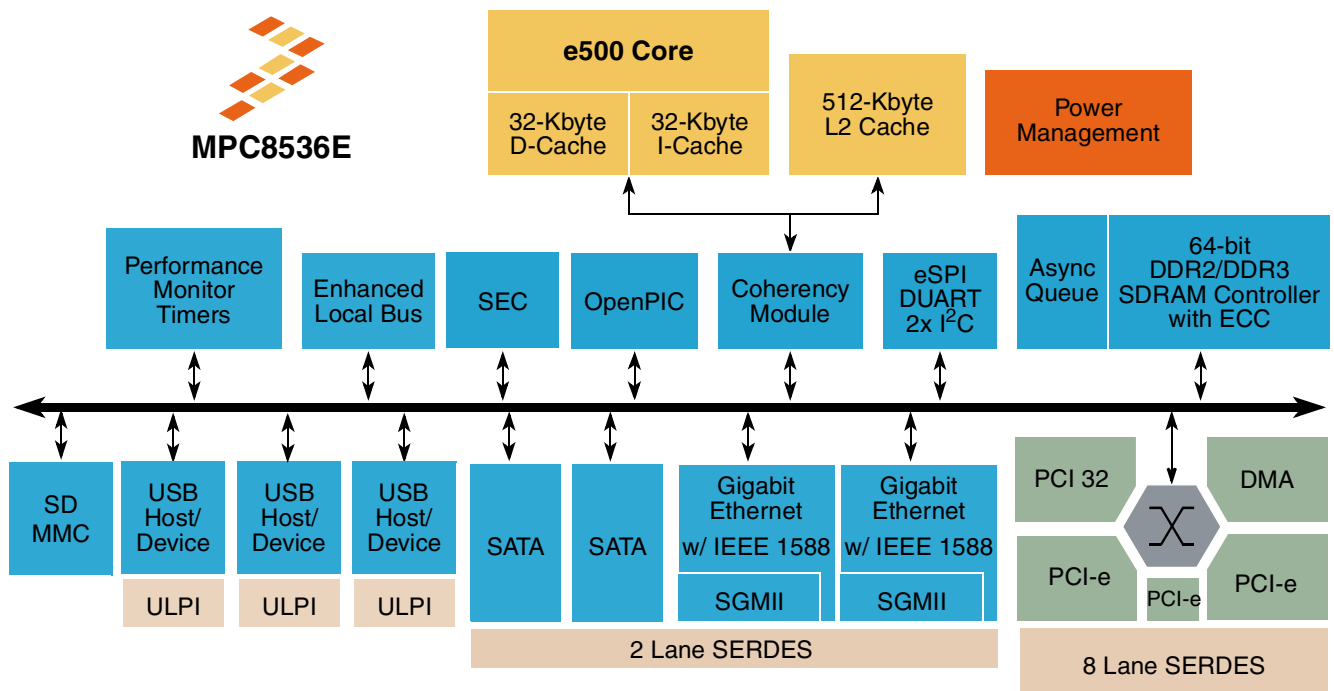 MPC8536E
e500 Core
32-Kbyte
D-Cache
32-Kbyte
I-Cache
512-Kbyte
L2 Cache
Power
Management
Performance
Monitor
Timers
Enhanced
Local Bus
SEC
OpenPIC
Coherency
Module
eSPI
DUART
2x I²C
Async
Queue
64-bit
DDR2/DDR3
SDRAM Controller
with ECC
SD
MMC
USB
Host/
Device
ULPI
USB
Host/
Device
ULPI
USB
Host/
Device
ULPI
SATA
SATA
Gigabit
Ethernet
w/ IEEE 1588
SGMII
Gigabit
Ethernet
w/ IEEE 1588
SGMII
2 Lane SERDES
PCI 32
DMA
PCI-e
PCI-e
PCI-e
8 Lane SERDES